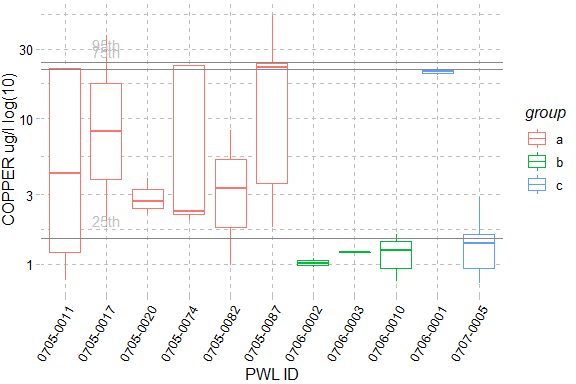 COPPER ug/l log(10)
30
10
3
1
95th
75th
25th
0705-0011
0705-0017
0705-0020
0705-0074
0705-0082
0705-0087
0706-0002
0706-0003
0706-0010
0706-0001
0707-0005
PWL ID
group
a
b
c